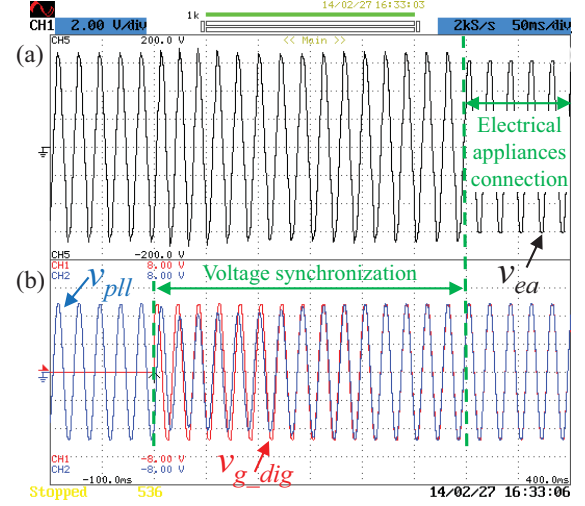 14/02/27 16:33:03
1k
CH1 2.00 V/div 2kS/s 50ms/div
(a)
CH5 200.0 V << Main >>
Electrical
appliances
connection
CH5 -200.0 V
v_ea
(b)
CH1 8.00 V
CH2 8.00 V
v_pll
Voltage synchronization
v_g_dig
CH1 -8.00 V
CH2 -8.00 V
-100.0ms 400.0ms
Stopped 536 14/02/27 16:33:06